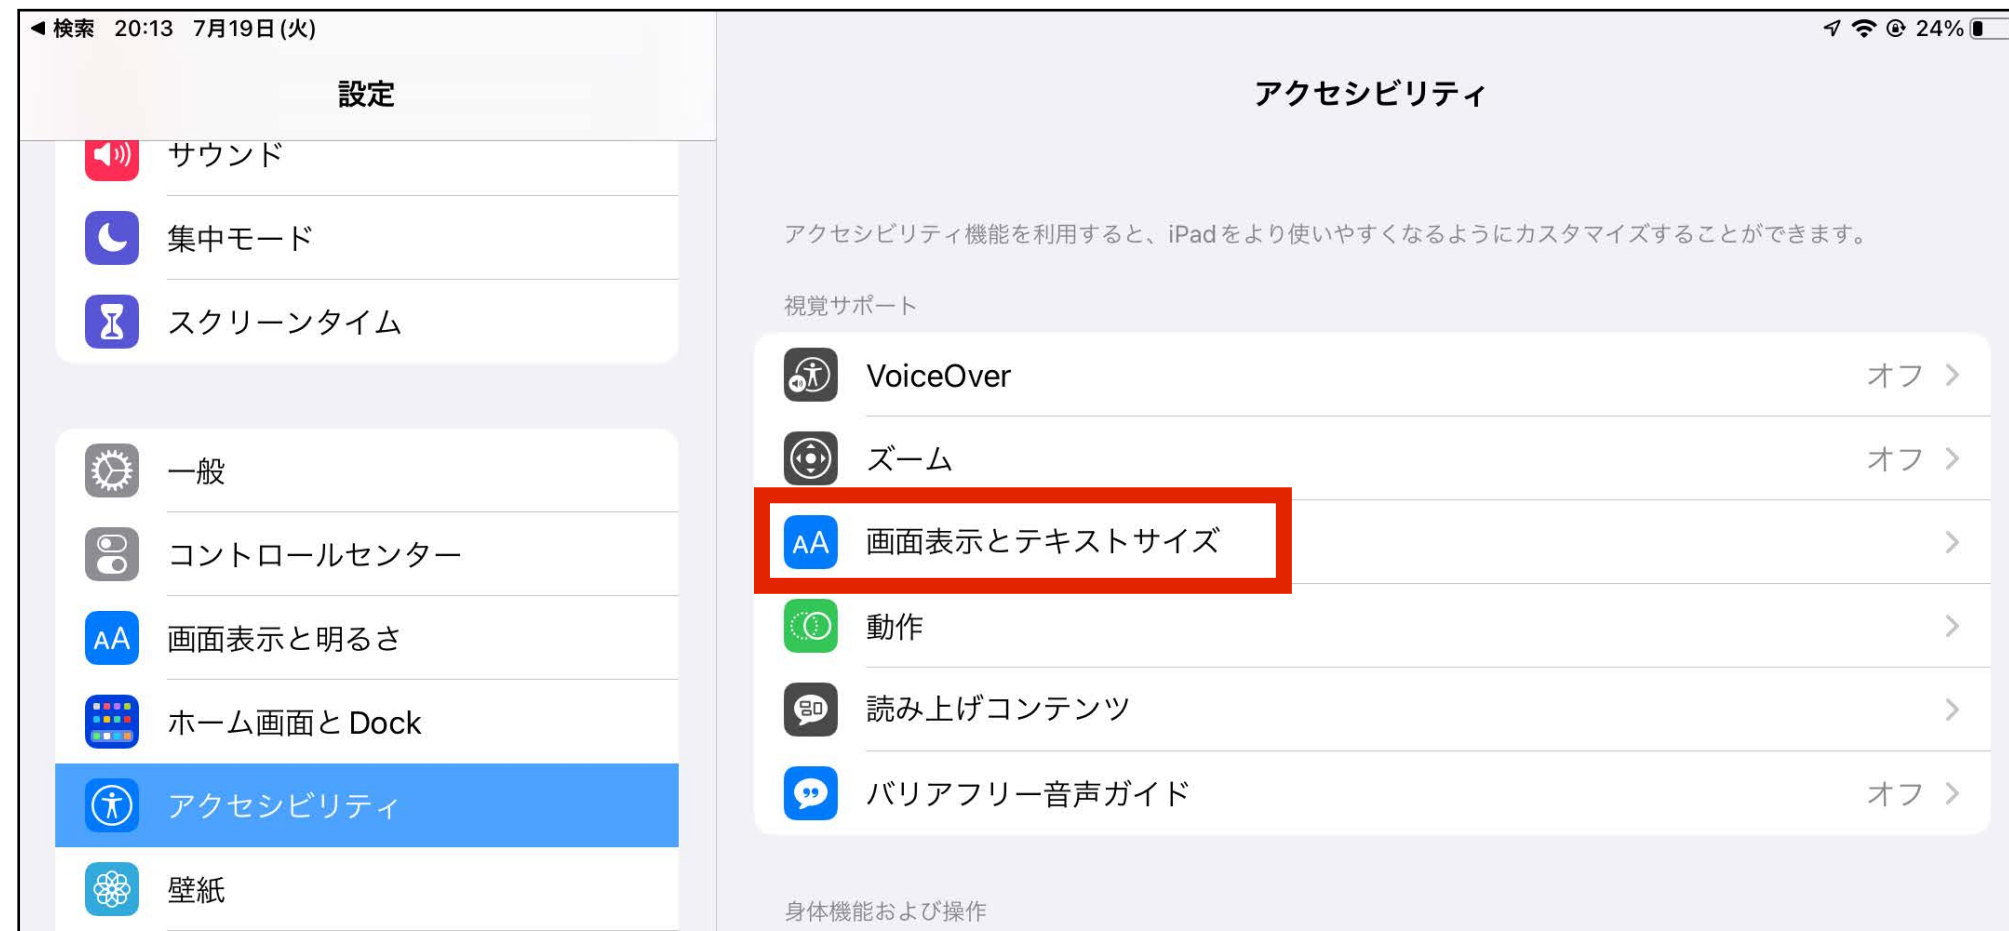 ◀ 検索 20:13 7月19日(火)
24%
設定
サウンド
集中モード
スクリーンタイム
一般
コントロールセンター
AA 画面表示と明るさ
ホーム画面とDock
アクセシビリティ
壁紙
アクセシビリティ
アクセシビリティ機能を利用すると、iPadをより使いやすくなるようにカスタマイズすることができます。
視覚サポート
VoiceOver オフ
ズーム オフ
AA 画面表示とテキストサイズ
動作
読み上げコンテンツ
バリアフリー音声ガイド オフ
身体機能および操作